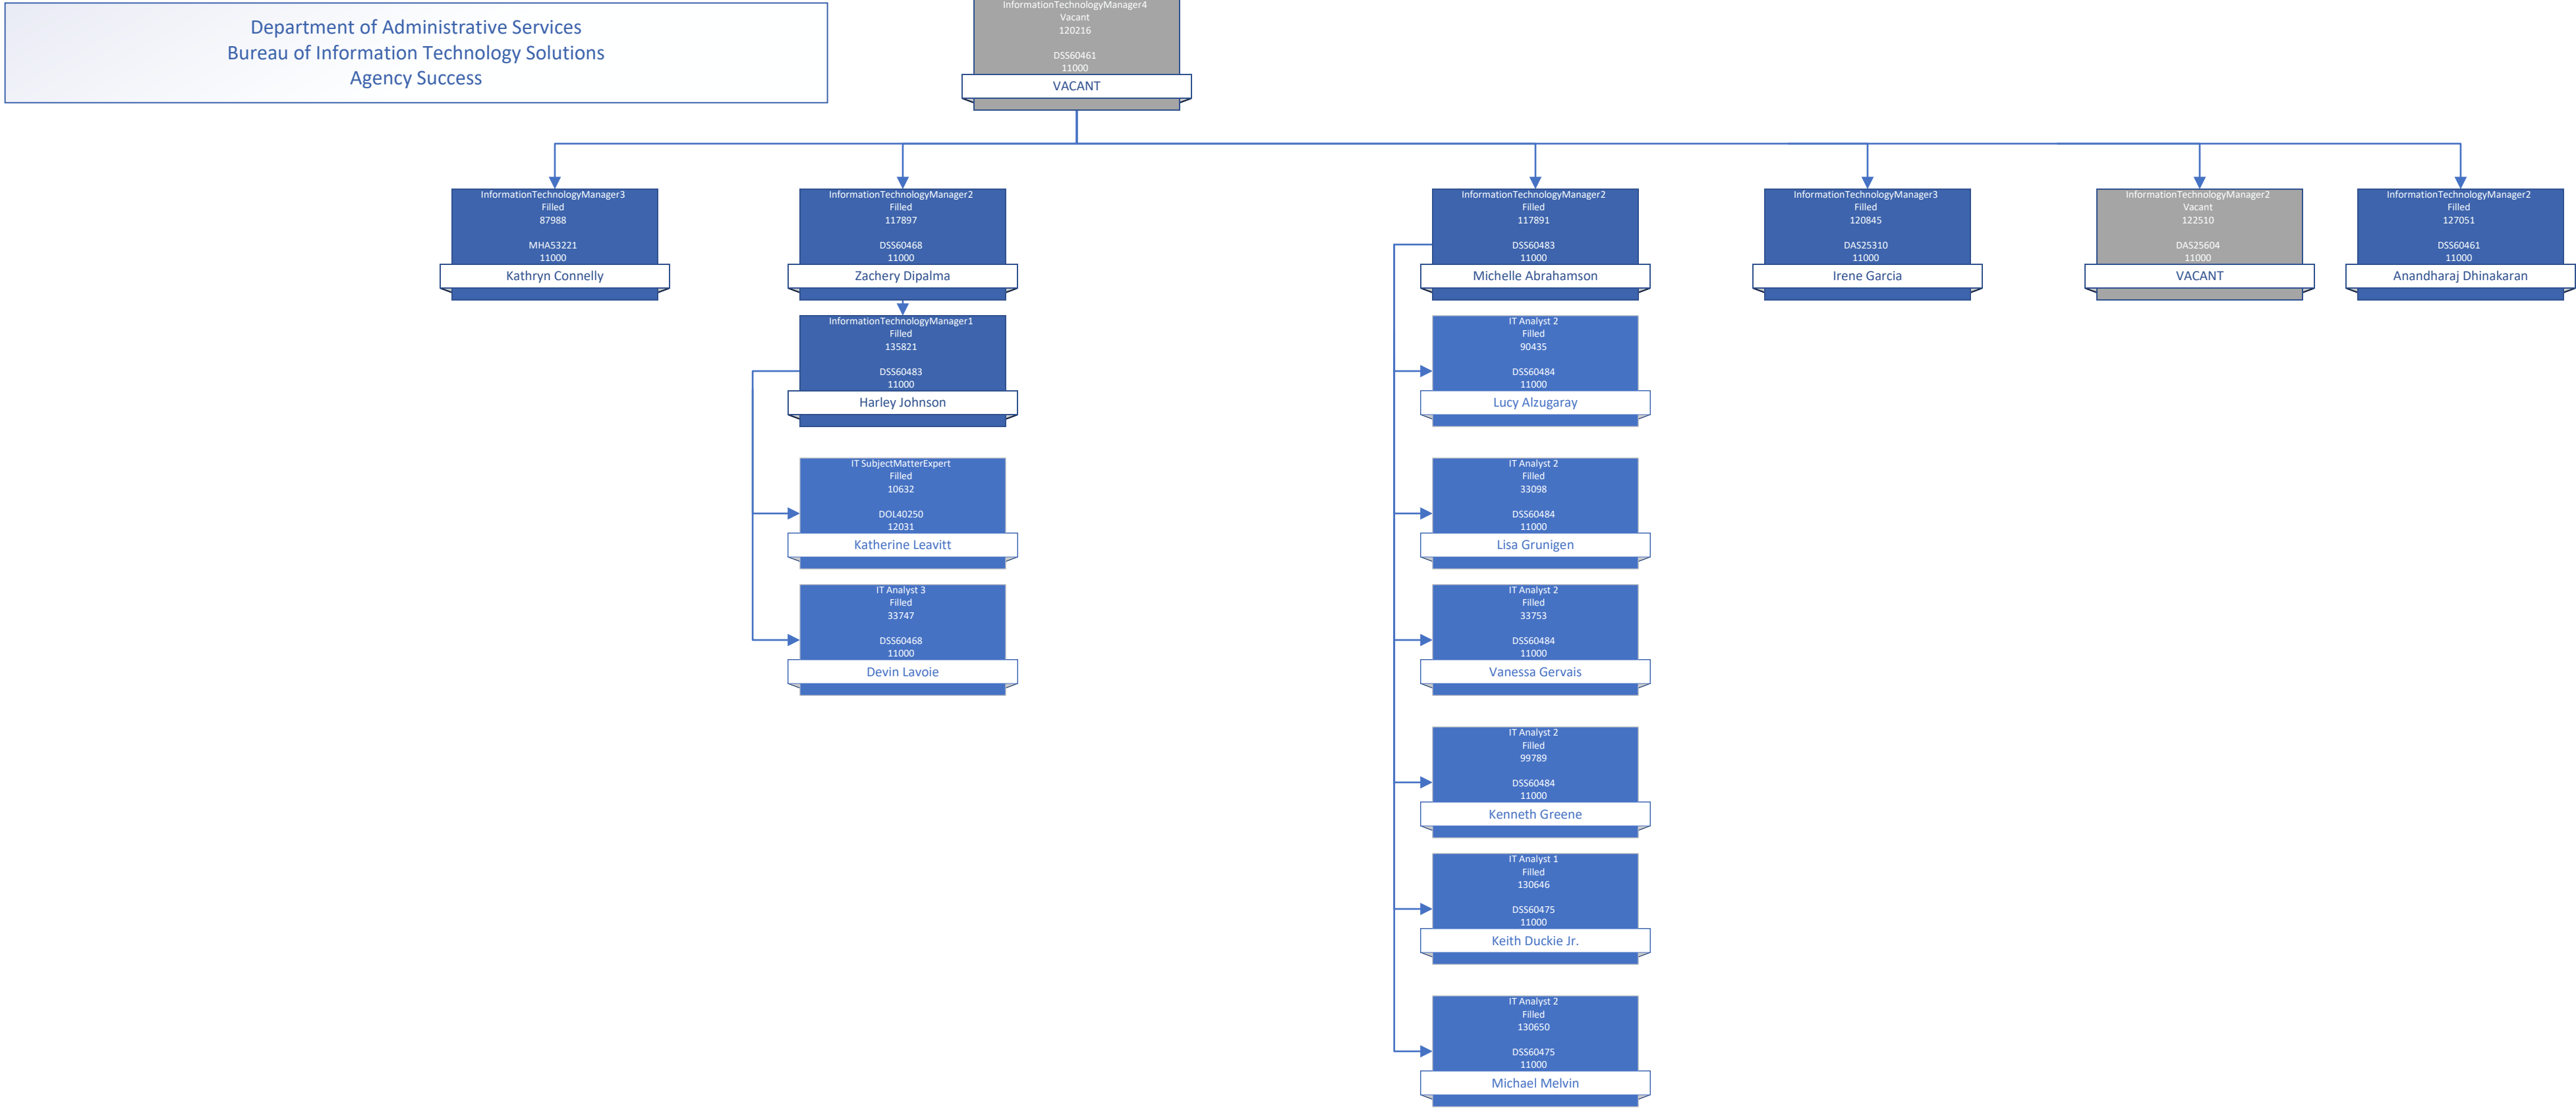 Department of Administrative Services
Bureau of Information Technology Solutions
Agency Success
InformationTechnologyManager4
Vacant
120216
DSS60461
11000
VACANT
InformationTechnologyManager3
Filled
87988
MHA53221
11000
Kathryn Connelly
InformationTechnologyManager2
Filled
117897
DSS60468
11000
Zachery Dipalma
InformationTechnologyManager1
Filled
135821
DSS60483
11000
Harley Johnson
IT SubjectMatterExpert
Filled
10632
DOL40250
12031
Katherine Leavitt
IT Analyst 3
Filled
33747
DSS60468
11000
Devin Lavoie
InformationTechnologyManager2
Filled
117891
DSS60483
11000
Michelle Abrahamson
IT Analyst 2
Filled
90435
DSS60484
11000
Lucy Alzugaray
IT Analyst 2
Filled
33098
DSS60484
11000
Lisa Grunigen
IT Analyst 2
Filled
33753
DSS60484
11000
Vanessa Gervais
IT Analyst 2
Filled
99789
DSS60484
11000
Kenneth Greene
IT Analyst 1
Filled
130646
DSS60475
11000
Keith Duckie Jr.
IT Analyst 2
Filled
130650
DSS60475
11000
Michael Melvin
InformationTechnologyManager3
Filled
120845
DAS25310
11000
Irene Garcia
InformationTechnologyManager2
Vacant
122510
DAS25604
11000
VACANT
InformationTechnologyManager2
Filled
127051
DSS60461
11000
Anandharaj Dhinakaran